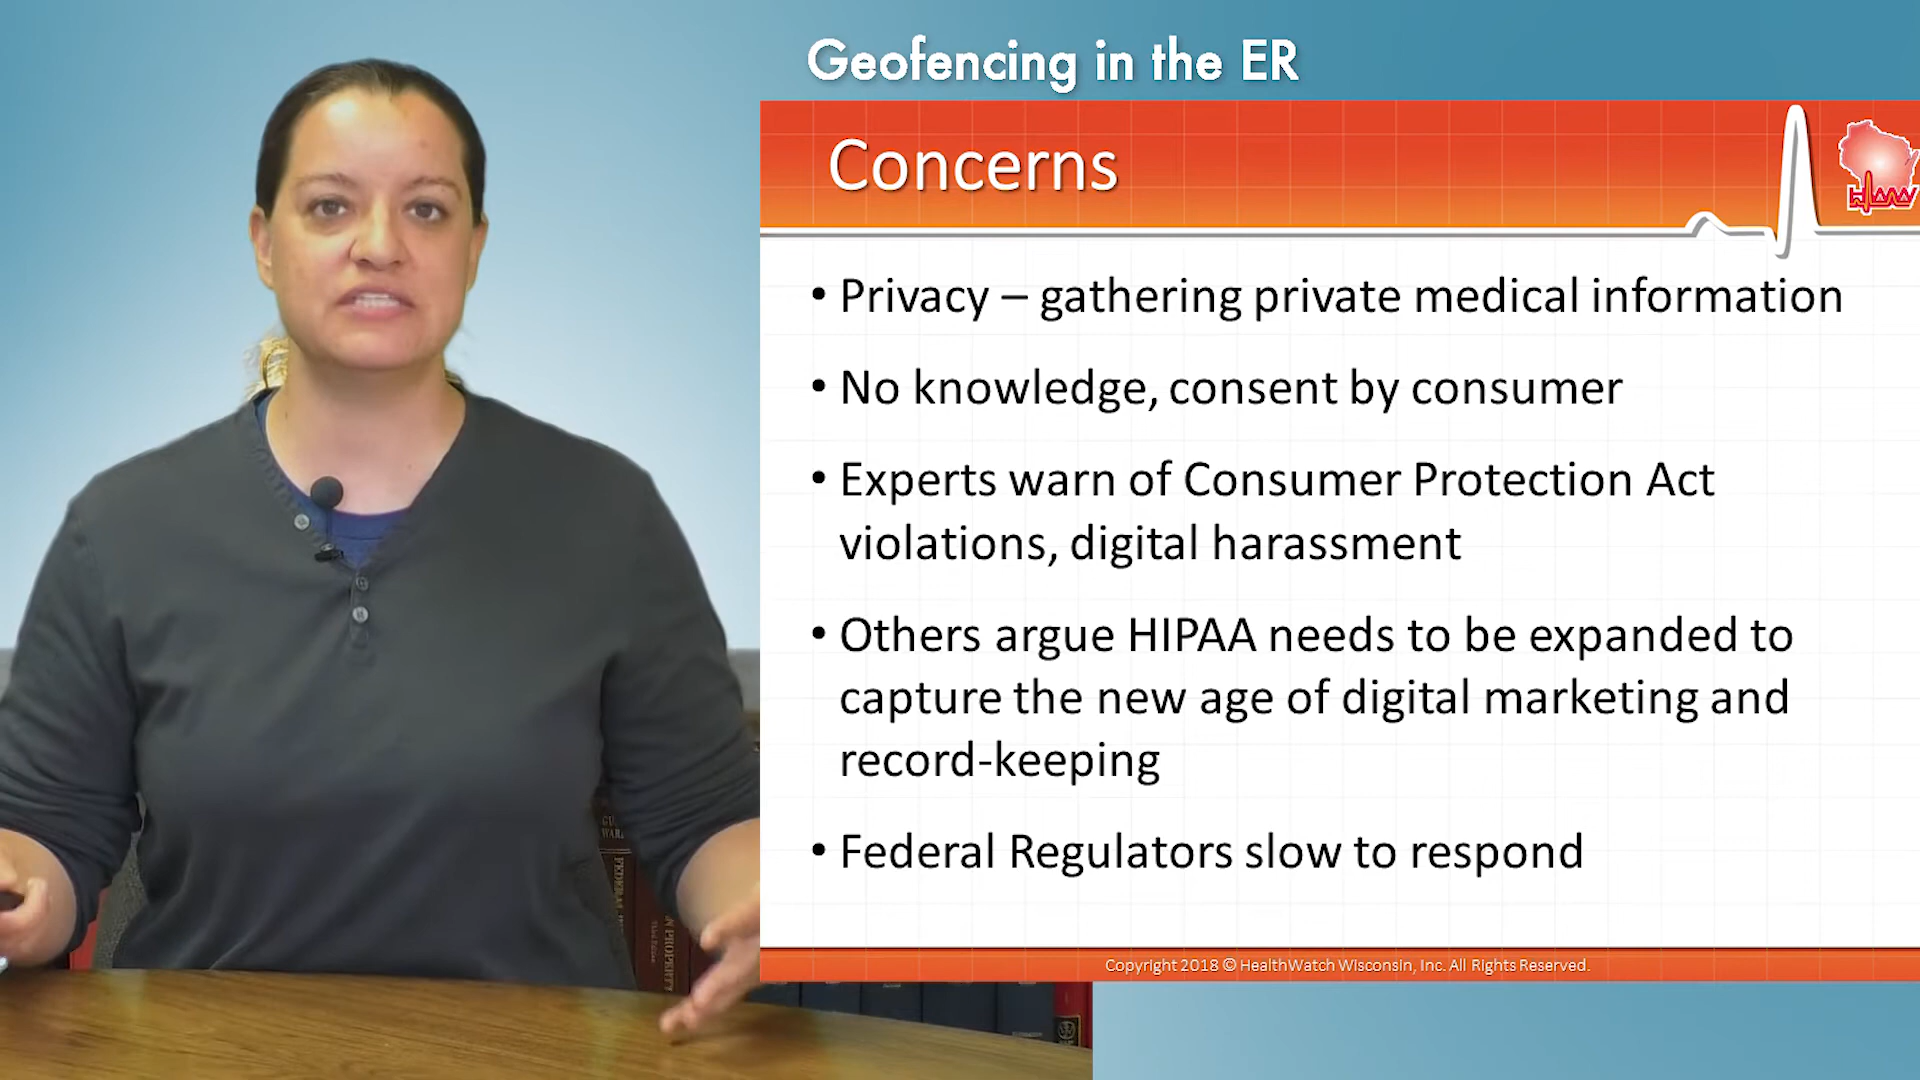 Geofencing in the ER
Concerns
• Privacy – gathering private medical information
• No knowledge, consent by consumer
• Experts warn of Consumer Protection Act
violations, digital harassment
• Others argue HIPAA needs to be expanded to
capture the new age of digital marketing and
record-keeping
• Federal Regulators slow to respond
Copyright 2018 © HealthWatch Wisconsin, Inc. All Rights Reserved.